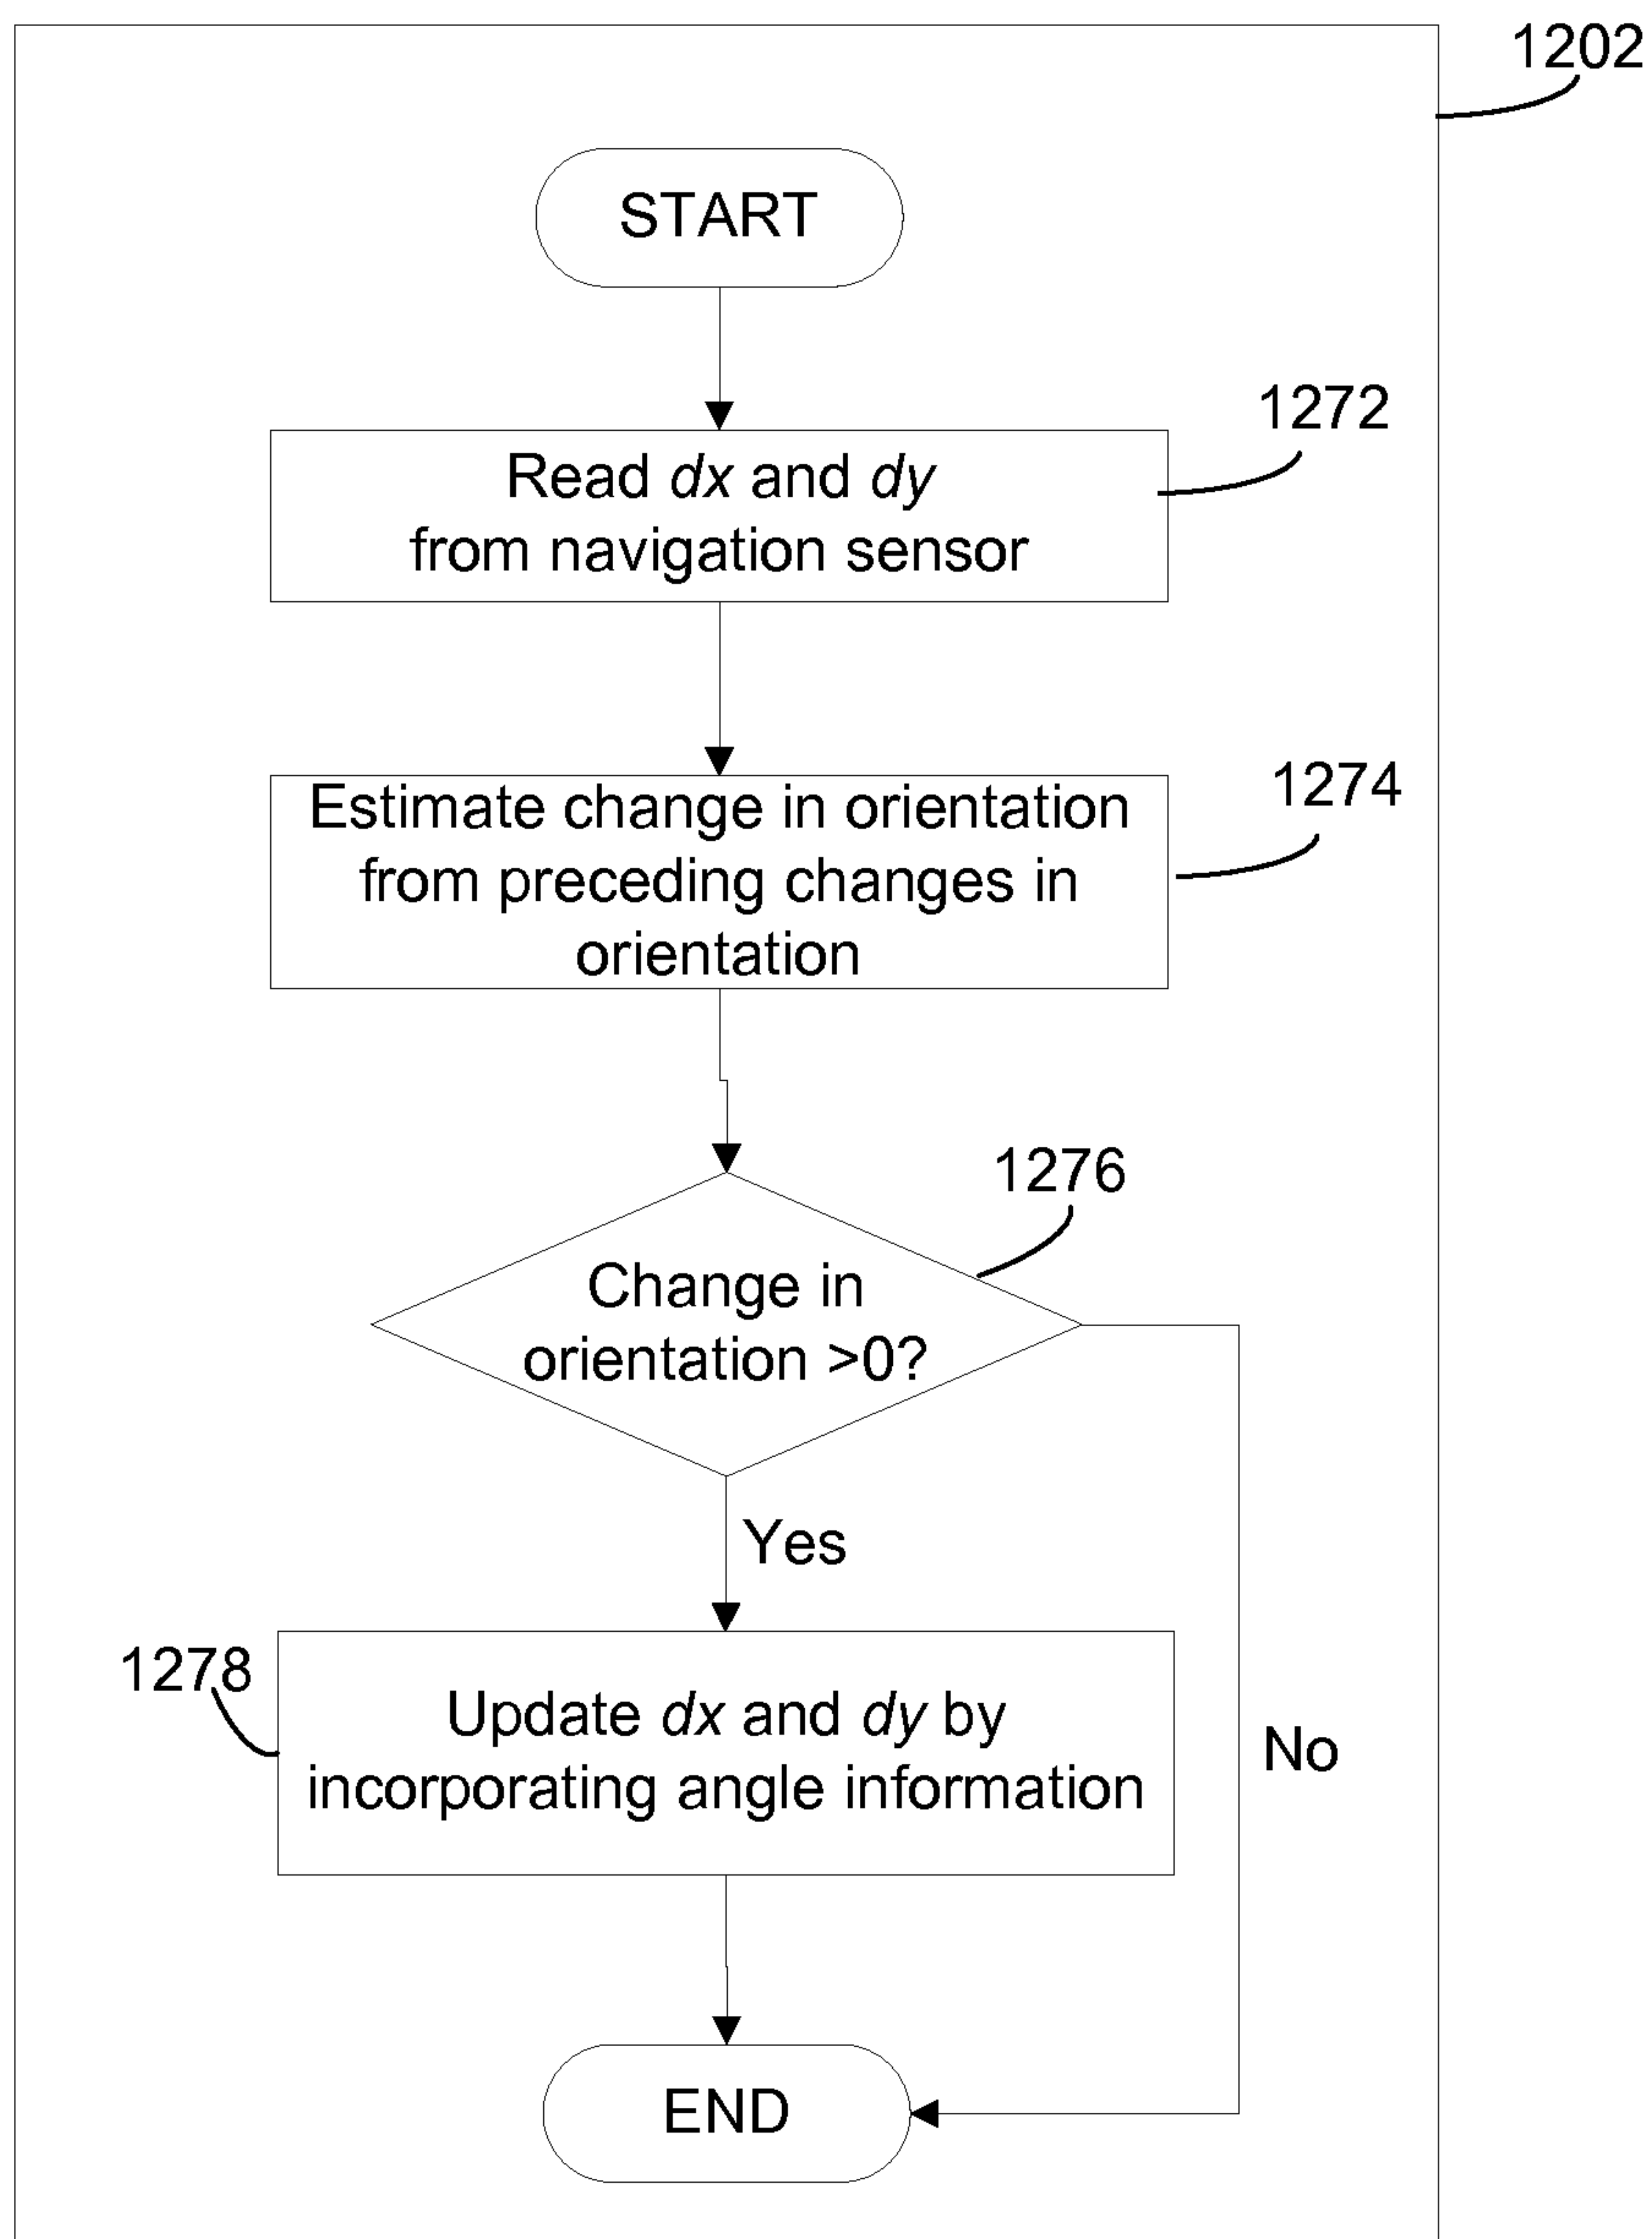 1202
START
1272
Read dx and dy
from navigation sensor
1274
Estimate change in orientation
from preceding changes in
orientation
1276
Change in
orientation >0?
Yes
1278
Update dx and dy by
incorporating angle information
No
END